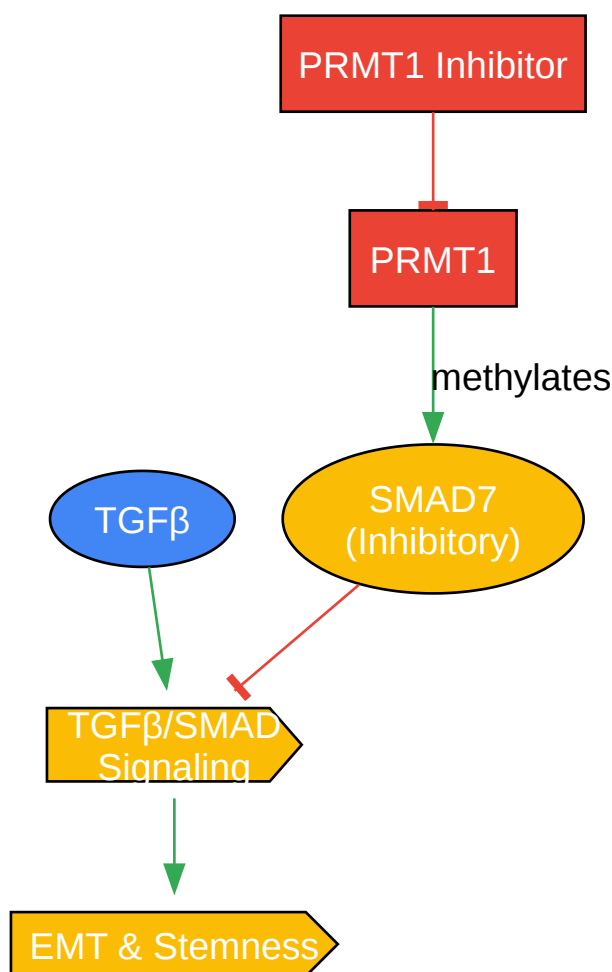 PRMT1 Inhibitor
PRMT1
methylates
SMAD7
(Inhibitory)
TGFβ
TGFβ/SMAD
Signaling
EMT & Stemness